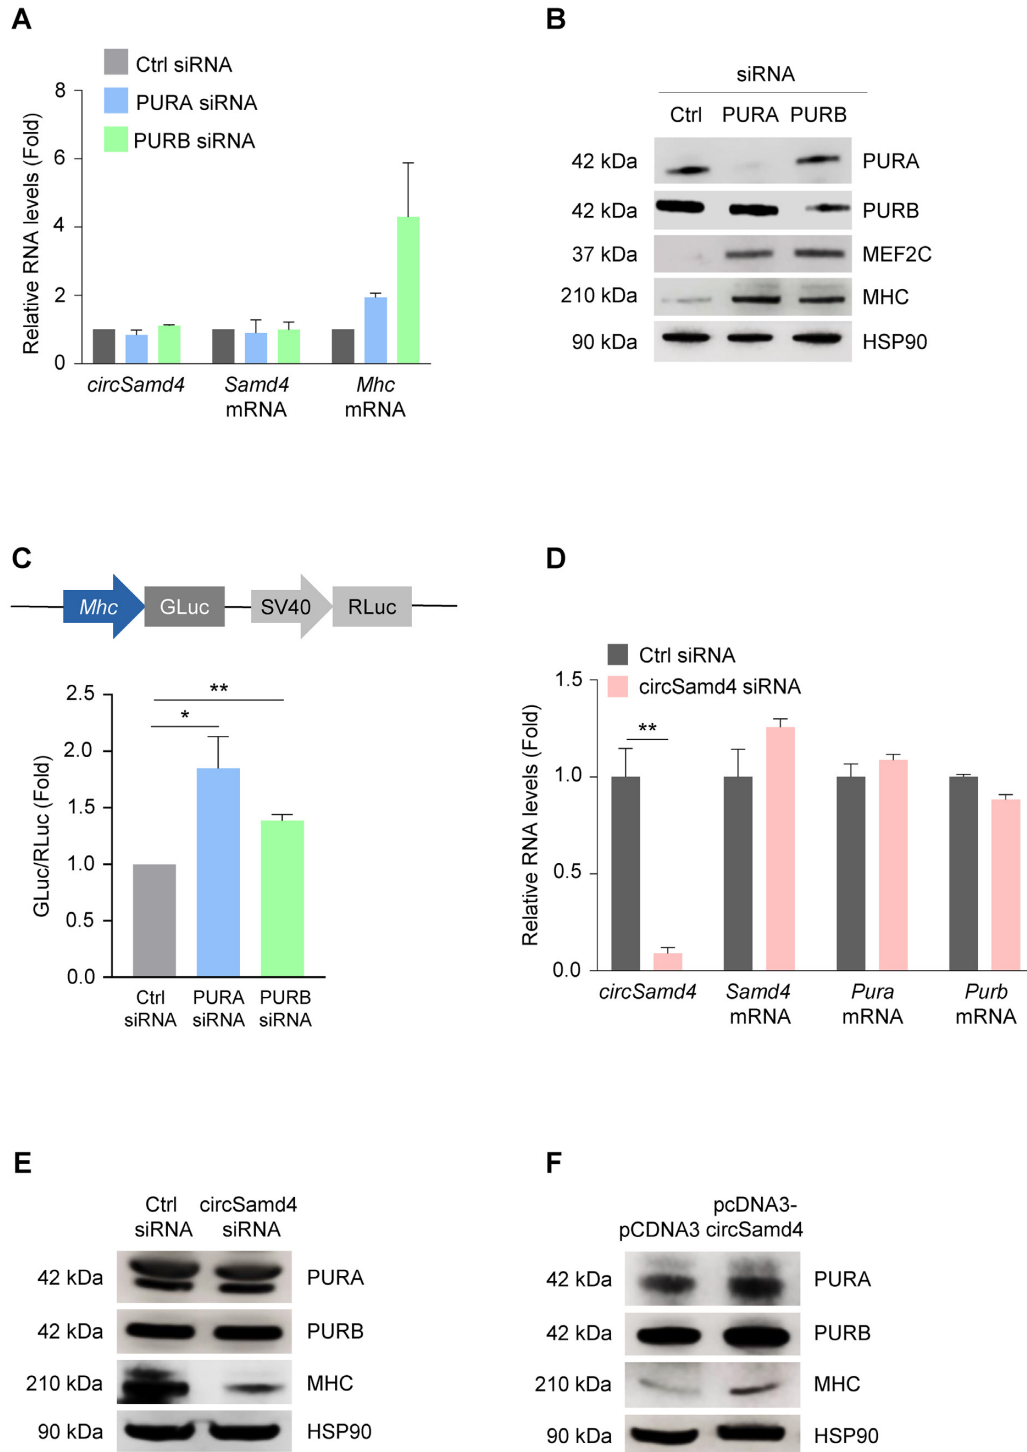 A
Ctrl siRNA
PURA siRNA
PURB siRNA
Relative RNA levels (Fold)
8
6
4
2
0
circSamd4
Samd4
mRNA
Mhc
mRNA
B
siRNA
Ctrl PURA PURB
42 kDa PURA
42 kDa PURB
37 kDa MEF2C
210 kDa MHC
90 kDa HSP90
C
Mhc GLuc SV40 RLuc
GLuc/RLuc (Fold)
2.5
2.0
1.5
1.0
0.5
0.0
**
*
Ctrl
siRNA
PURA
siRNA
PURB
siRNA
D
Ctrl siRNA
circSamd4 siRNA
Relative RNA levels (Fold)
1.5
1.0
0.5
0.0
**
circSamd4
Samd4
mRNA
Pura
mRNA
Purb
mRNA
E
Ctrl
siRNA
circSamd4
siRNA
42 kDa PURA
42 kDa PURB
210 kDa MHC
90 kDa HSP90
F
pCDNA3
pcDNA3-
circSamd4
42 kDa PURA
42 kDa PURB
210 kDa MHC
90 kDa HSP90